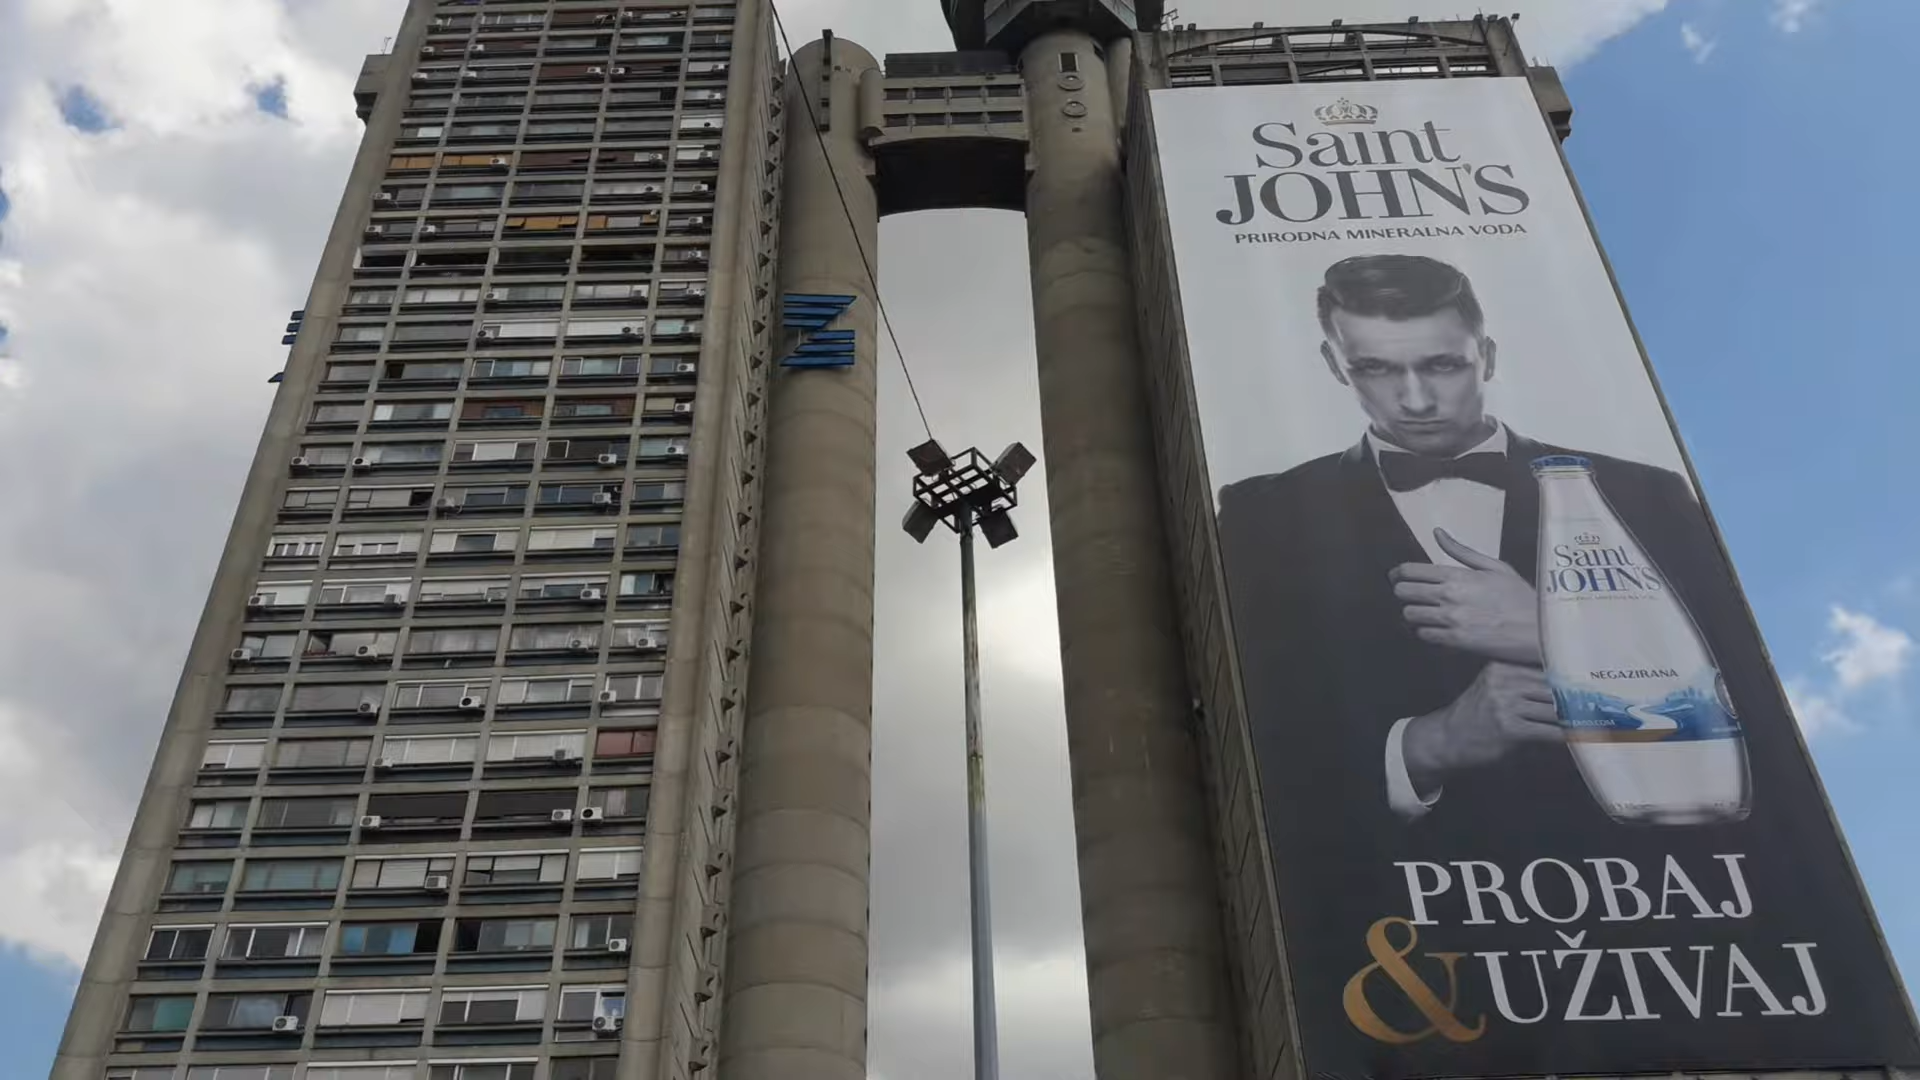 Saint
JOHN'S
PRIRODNA MINERALNA VODA
Saint
JOHN'S
NEGAZIRANA
PROBAJ
& UŽIVAJ